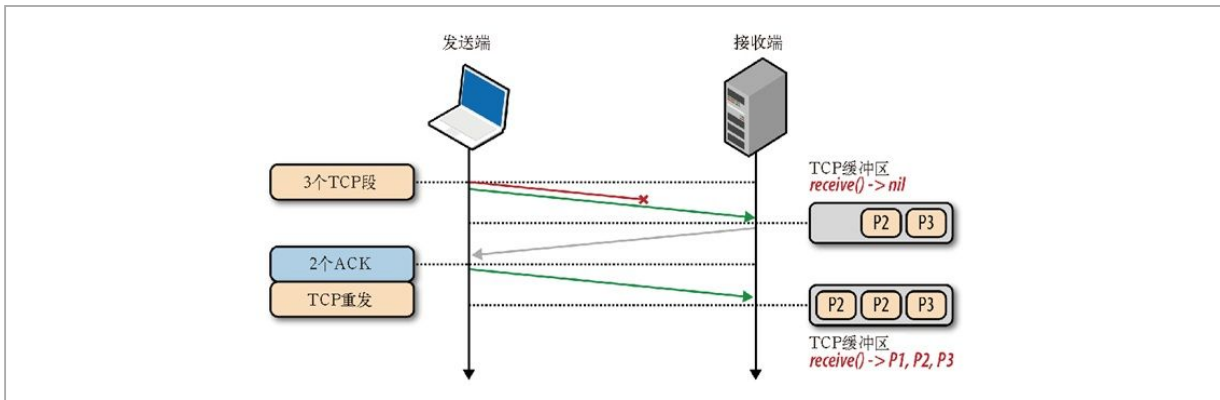 发送端
接收端
3个TCP段
TCP缓冲区
receive() -> nil
P2 P3
2个ACK
TCP重发
P2 P2 P3
TCP缓冲区
receive() -> P1, P2, P3